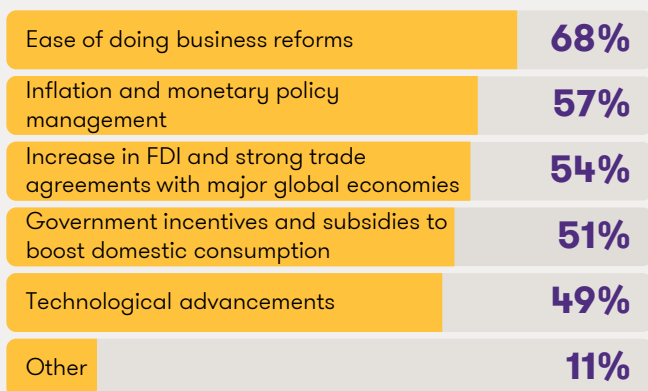 Ease of doing business reforms 68%
Inflation and monetary policy
management 57%
Increase in FDI and strong trade
agreements with major global economies 54%
Government incentives and subsidies to
boost domestic consumption 51%
Technological advancements 49%
Other 11%